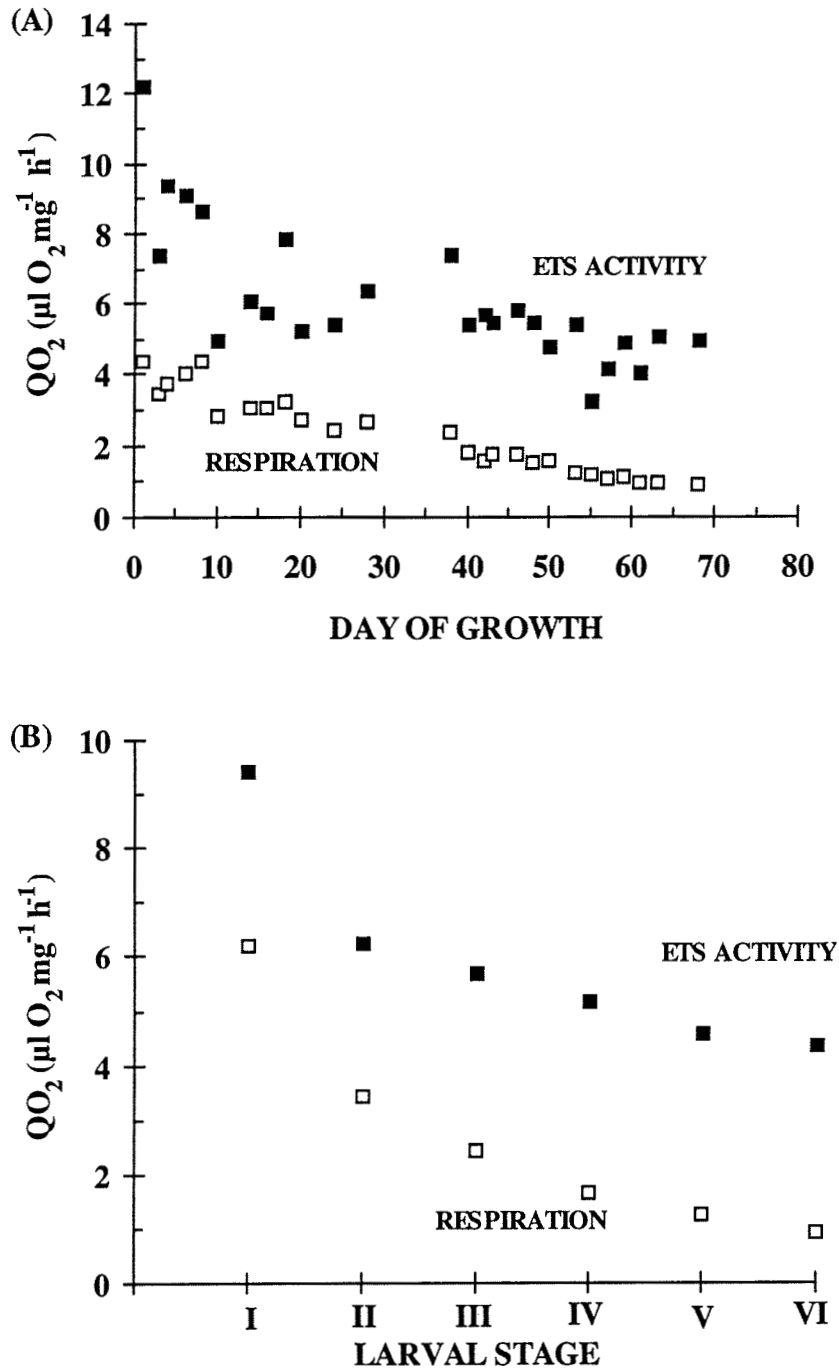 (A)
14
12
10
8
6
4
2
0
QO2 (µl O2 mg-1 h-1)
ETS ACTIVITY
RESPIRATION
0 10 20 30 40 50 60 70 80
DAY OF GROWTH
(B)
10
8
6
4
2
0
QO2 (µl O2 mg-1 h-1)
ETS ACTIVITY
RESPIRATION
I II III IV V VI
LARVAL STAGE